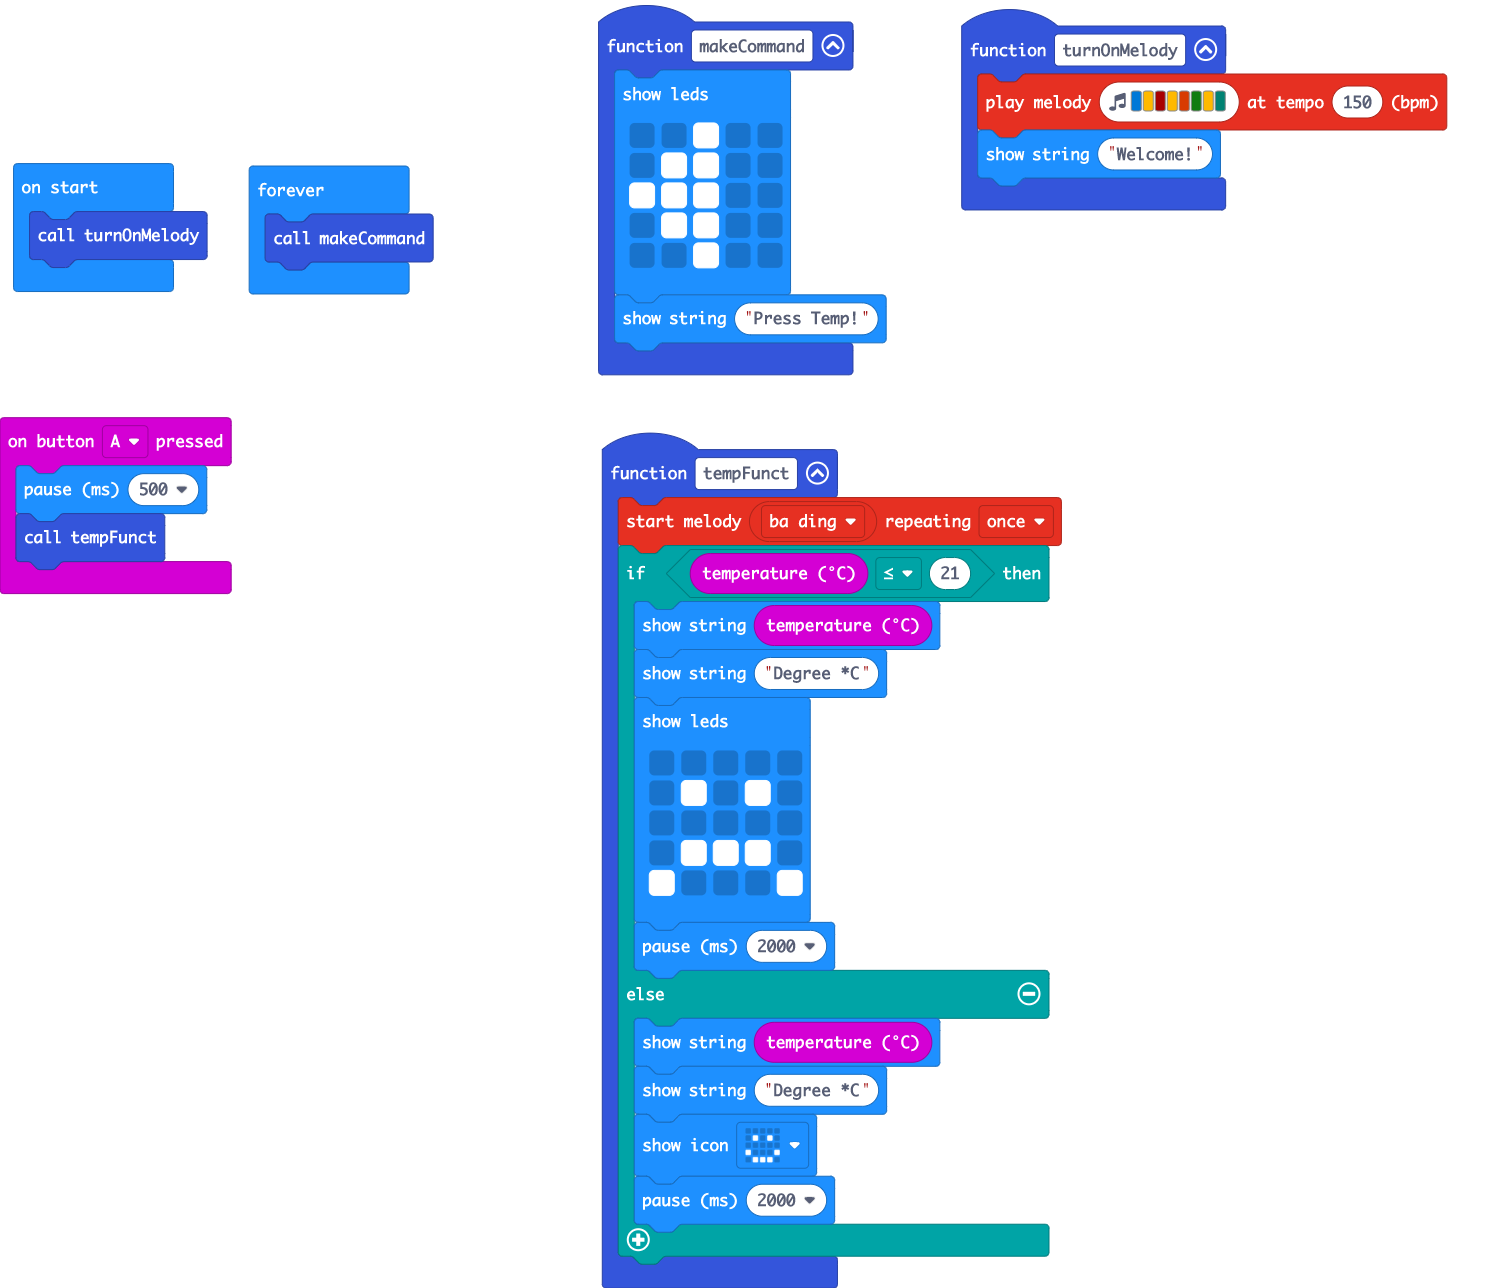 on start
call turnOnMelody
forever
call makeCommand
function makeCommand
show leds
show string "Press Temp!"
function turnOnMelody
play melody at tempo 150 (bpm)
show string "Welcome!"
on button A pressed
pause (ms) 500
call tempFunct
function tempFunct
start melody ba ding repeating once
if temperature (°C) ≤ 21 then
show string temperature (°C)
show string "Degree *C"
show leds
pause (ms) 2000
else
show string temperature (°C)
show string "Degree *C"
show icon
pause (ms) 2000